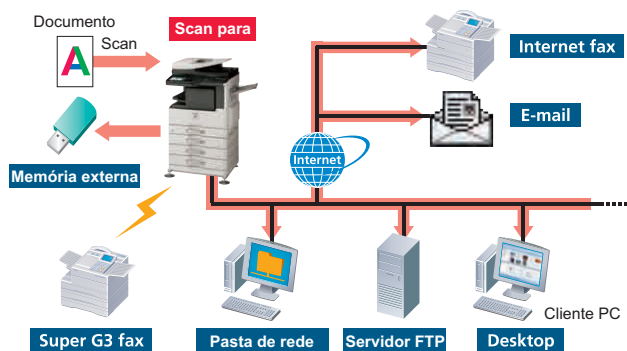 Documento
Scan para
Scan
A
Internet fax
E-mail
Internet
Memória externa
Cliente PC
Super G3 fax
Pasta de rede
Servidor FTP
Desktop